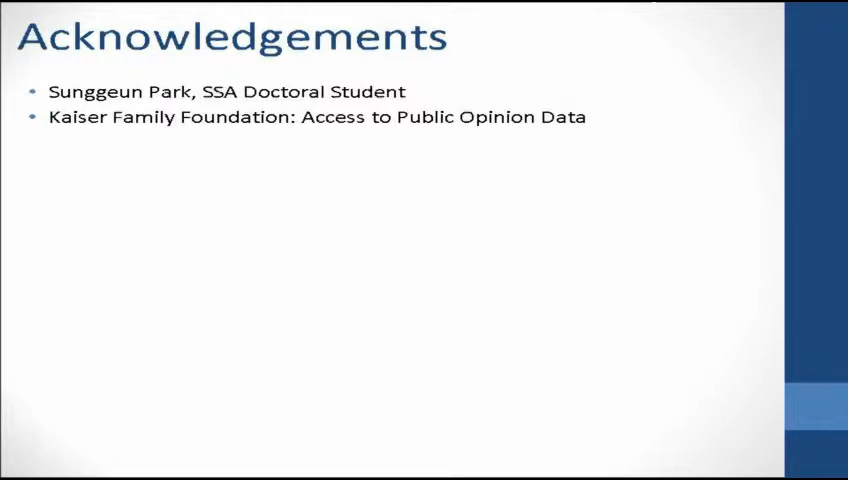 Acknowledgements
• Sunggeun Park, SSA Doctoral Student
• Kaiser Family Foundation: Access to Public Opinion Data